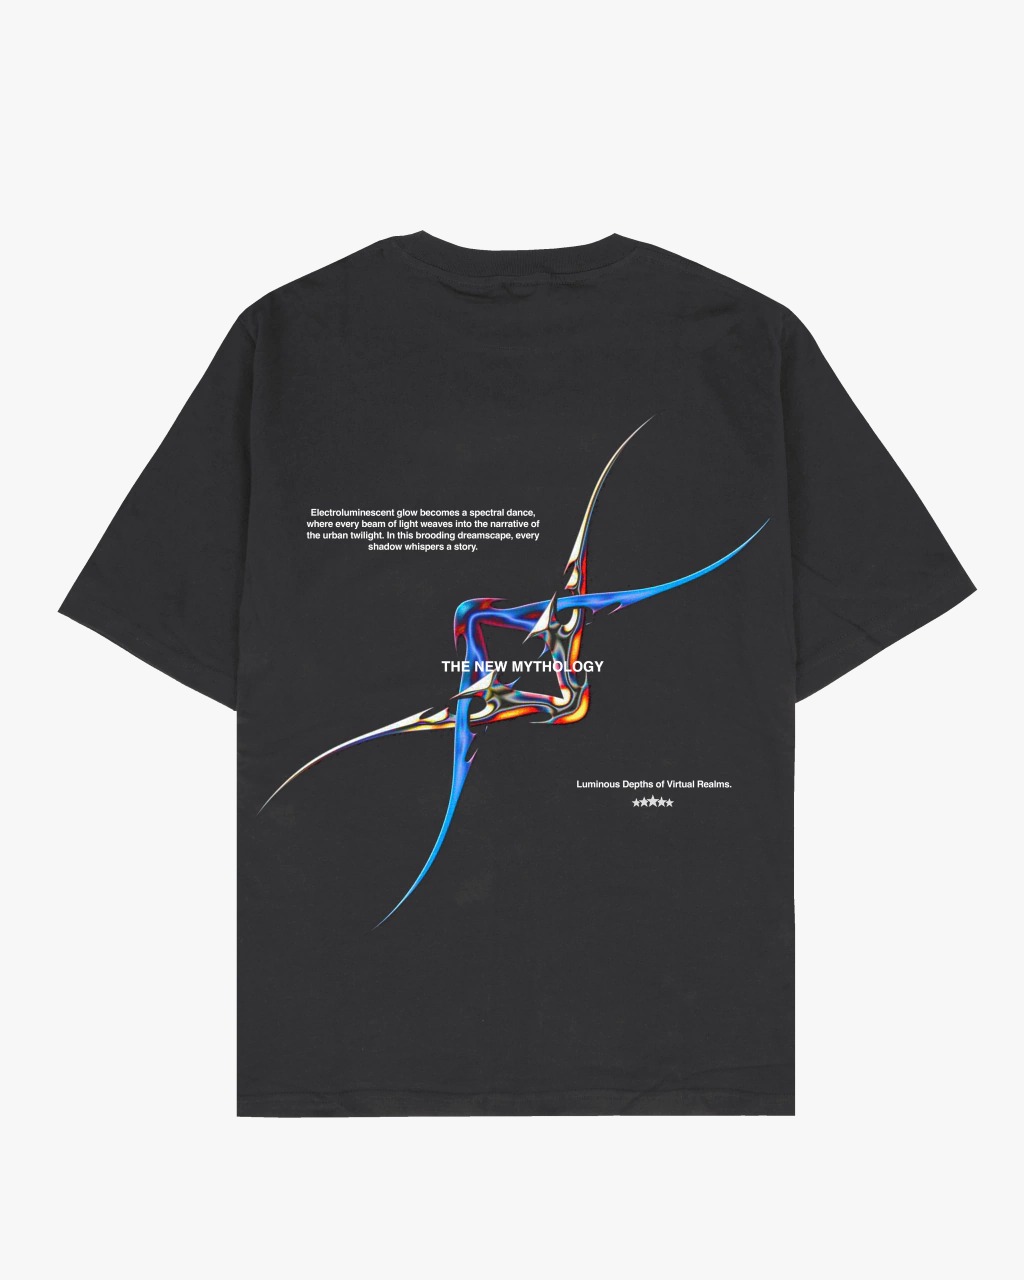 Electroluminescent glow becomes a spectral dance,
where every beam of light weaves into the narrative of
the urban twilight. In this brooding dreamscape, every
shadow whispers a story.
THE NEW MYTHOLOGY
Luminous Depths of Virtual Realms.